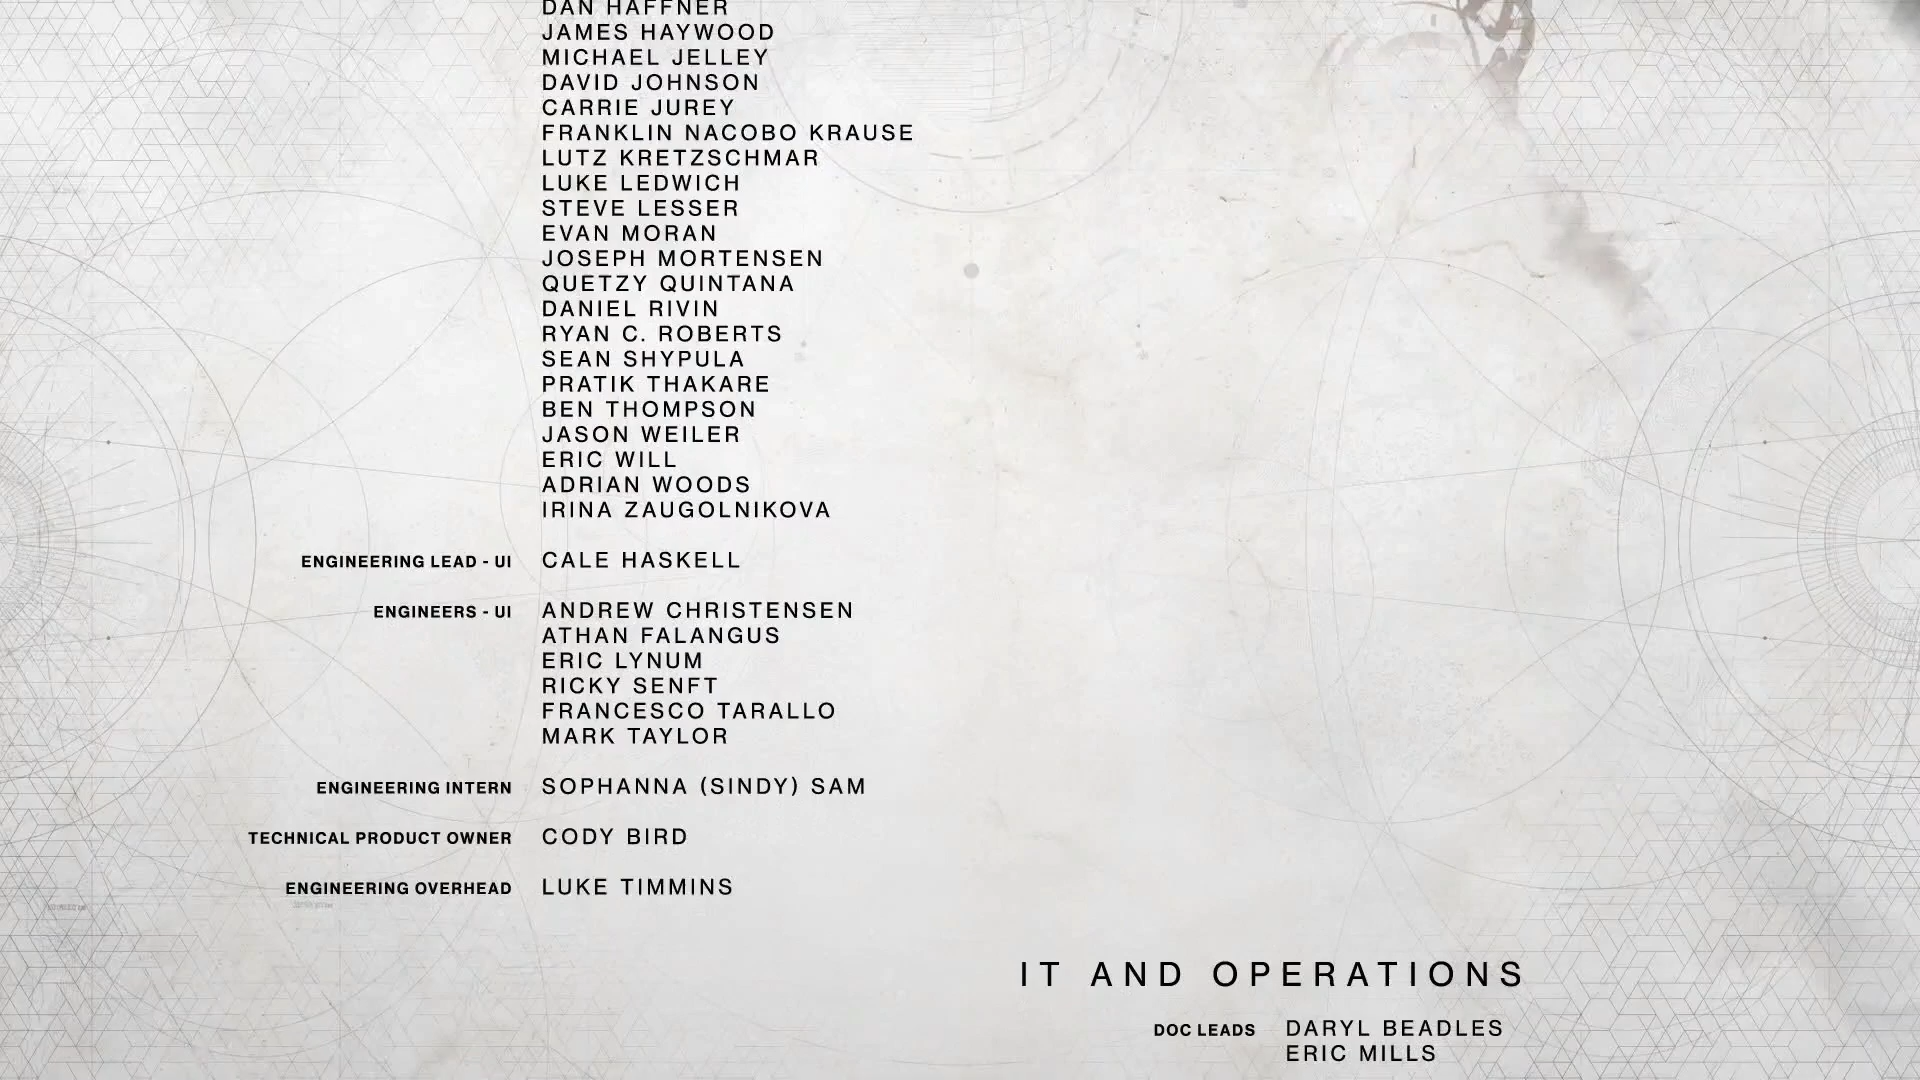 DAN HAFFNER
JAMES HAYWOOD
MICHAEL JELLEY
DAVID JOHNSON
CARRIE JUREY
FRANKLIN NACOBO KRAUSE
LUTZ KRETZSCHMAR
LUKE LEDWICH
STEVE LESSER
EVAN MORAN
JOSEPH MORTENSEN
QUETZY QUINTANA
DANIEL RIVIN
RYAN C. ROBERTS
SEAN SHYPULA
PRATIK THAKARE
BEN THOMPSON
JASON WEILER
ERIC WILL
ADRIAN WOODS
IRINA ZAUGOLNIKOVA
ENGINEERING LEAD - UI CALE HASKELL
ENGINEERS - UI ANDREW CHRISTENSEN
ATHAN FALANGUS
ERIC LYNUM
RICKY SENFT
FRANCESCO TARALLO
MARK TAYLOR
ENGINEERING INTERN SOPHANNA (SINDY) SAM
TECHNICAL PRODUCT OWNER CODY BIRD
ENGINEERING OVERHEAD LUKE TIMMINS
IT AND OPERATIONS
DOC LEADS DARYL BEADLES
ERIC MILLS